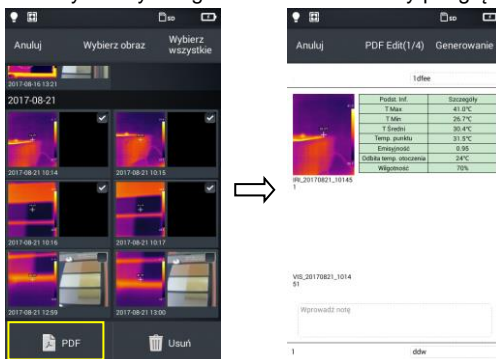 SD
Anuluj
Wybierz obraz
Wybierz
wszystkie
2017-08-16 13:21
2017-08-21
2017-08-21 10:14
2017-08-21 10:15
2017-08-21 10:16
2017-08-21 10:17
2017-08-21 12:59
2017-08-21 13:00
PDF
Usuń
SD
Anuluj
PDF Edit(1/4)
Generowanie
1dfee
Podst. Inf. Szczegóły
T.Max 41.0°C
T.Min 26.7°C
T.Średni 30.4°C
Temp. punktu 31.5°C
Emisyjność 0.95
Odbita temp. otoczenia 24°C
Wilgotność 70%
IRI_20170821_10145
1
VIS_20170821_1014
51
Wprowadź notę
1
ddw